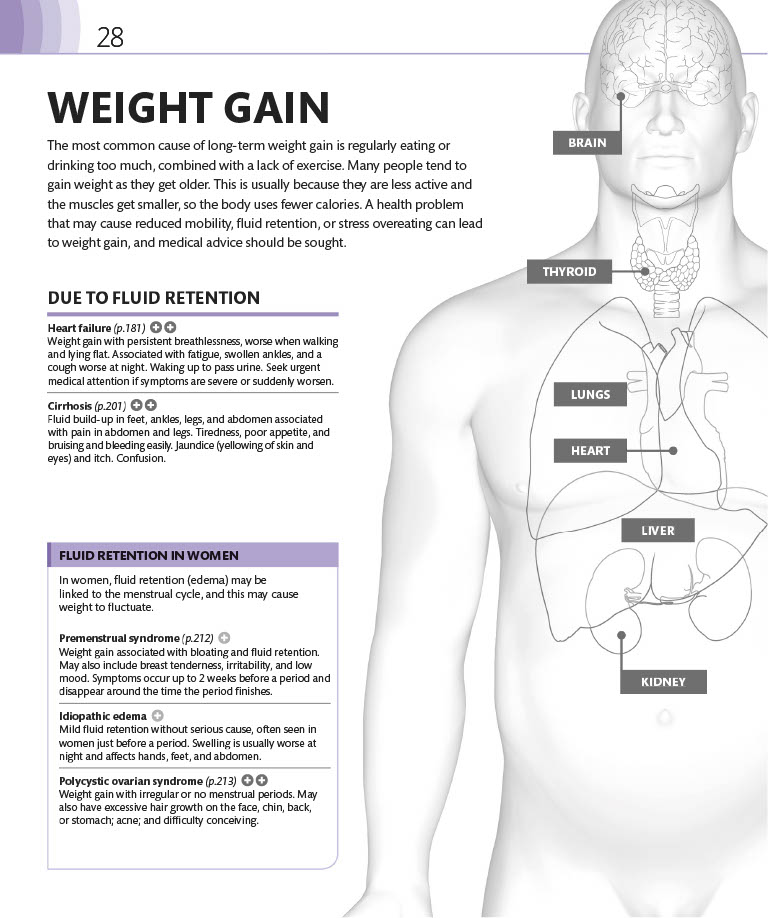 28
WEIGHT GAIN
The most common cause of long-term weight gain is regularly eating or
drinking too much, combined with a lack of exercise. Many people tend to
gain weight as they get older. This is usually because they are less active and
the muscles get smaller, so the body uses fewer calories. A health problem
that may cause reduced mobility, fluid retention, or stress overeating can lead
to weight gain, and medical advice should be sought.
DUE TO FLUID RETENTION
Heart failure (p.181)
Weight gain with persistent breathlessness, worse when walking
and lying flat. Associated with fatigue, swollen ankles, and a
cough worse at night. Waking up to pass urine. Seek urgent
medical attention if symptoms are severe or suddenly worsen.
Cirrhosis (p.201)
Fluid build-up in feet, ankles, legs, and abdomen associated
with pain in abdomen and legs. Tiredness, poor appetite, and
bruising and bleeding easily. Jaundice (yellowing of skin and
eyes) and itch. Confusion.
FLUID RETENTION IN WOMEN
In women, fluid retention (edema) may be
linked to the menstrual cycle, and this may cause
weight to fluctuate.
Premenstrual syndrome (p.212)
Weight gain associated with bloating and fluid retention.
May also include breast tenderness, irritability, and low
mood. Symptoms occur up to 2 weeks before a period and
disappear around the time the period finishes.
Idiopathic edema
Mild fluid retention without serious cause, often seen in
women just before a period. Swelling is usually worse at
night and affects hands, feet, and abdomen.
Polycystic ovarian syndrome (p.213)
Weight gain with irregular or no menstrual periods. May
also have excessive hair growth on the face, chin, back,
or stomach; acne; and difficulty conceiving.
BRAIN
THYROID
LUNGS
HEART
LIVER
KIDNEY